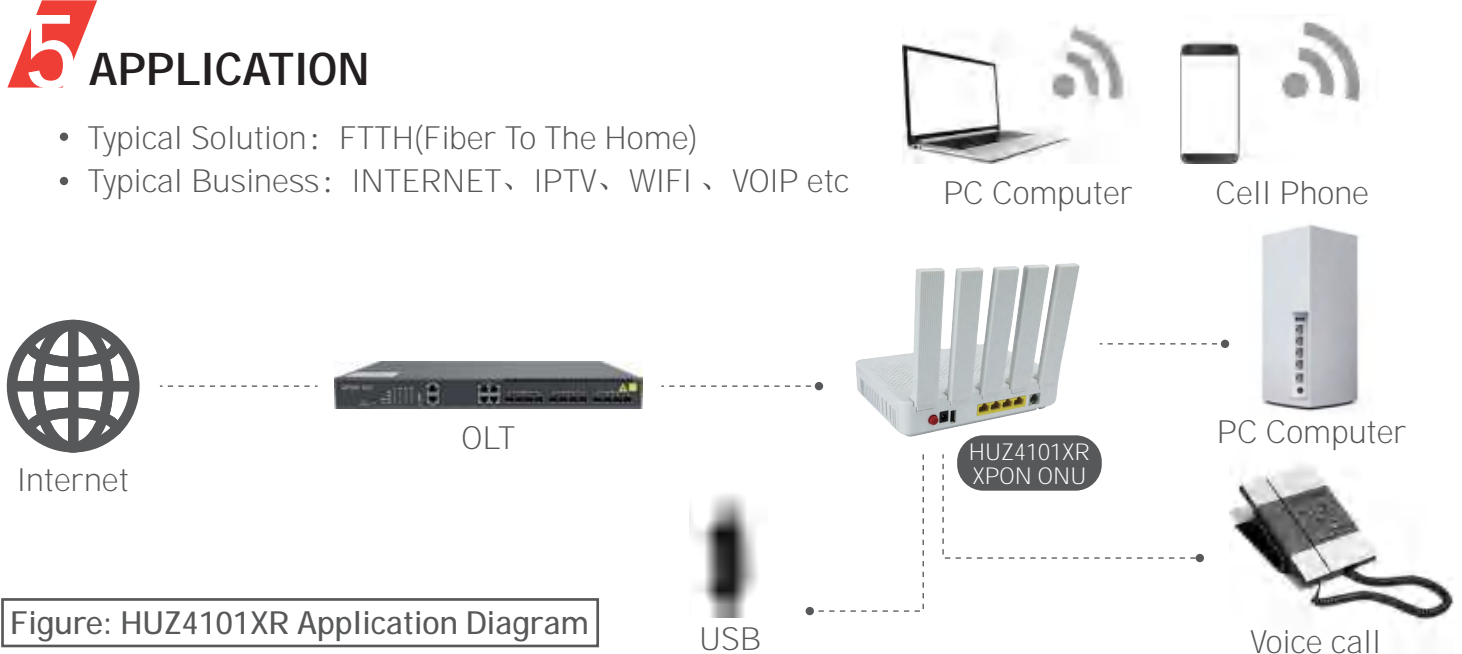 5 APPLICATION
• Typical Solution：FTTH(Fiber To The Home)
• Typical Business：INTERNET、IPTV、WIFI 、VOIP etc
PC Computer
Cell Phone
Internet
OLT
HUZ4101XR
XPON ONU
PC Computer
USB
Voice call
Figure: HUZ4101XR Application Diagram